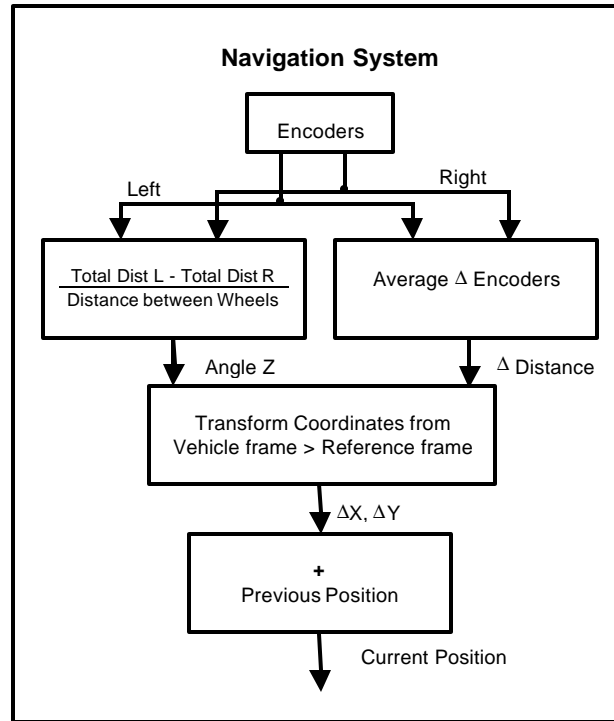 Navigation System
Encoders
Left
Right
Total Dist L - Total Dist R
Distance between Wheels
Average Δ Encoders
Angle Z
Δ Distance
Transform Coordinates from
Vehicle frame > Reference frame
ΔX, ΔY
+
Previous Position
Current Position